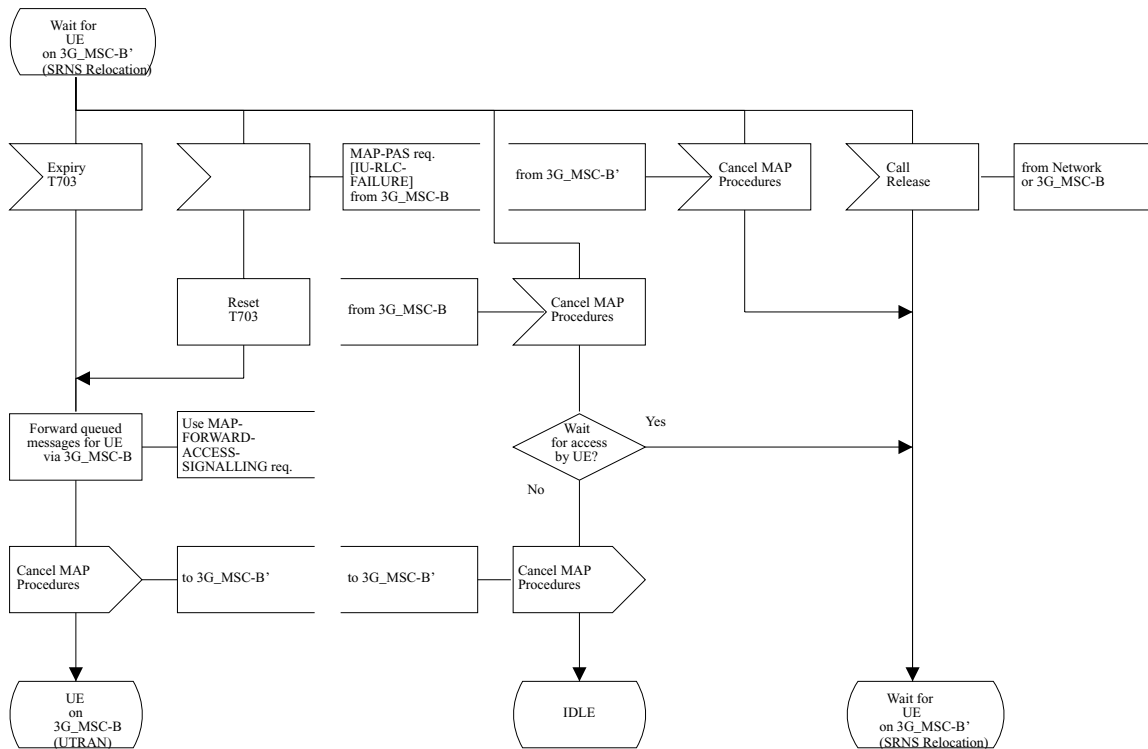 Wait for
UE
on 3G_MSC-B’
(SRNS Relocation)
Expiry
T703
MAP-PAS req.
[IU-RLC-
FAILURE]
from 3G_MSC-B
from 3G_MSC-B’
Cancel MAP
Procedures
Call
Release
from Network
or 3G_MSC-B
Reset
T703
from 3G_MSC-B
Cancel MAP
Procedures
Forward queued
messages for UE
via 3G_MSC-B
Use MAP-
FORWARD-
ACCESS-
SIGNALLING req.
Wait
for access
by UE?
Yes
No
Cancel MAP
Procedures
to 3G_MSC-B’
to 3G_MSC-B’
Cancel MAP
Procedures
UE
on
3G_MSC-B
(UTRAN)
IDLE
Wait for
UE
on 3G_MSC-B’
(SRNS Relocation)